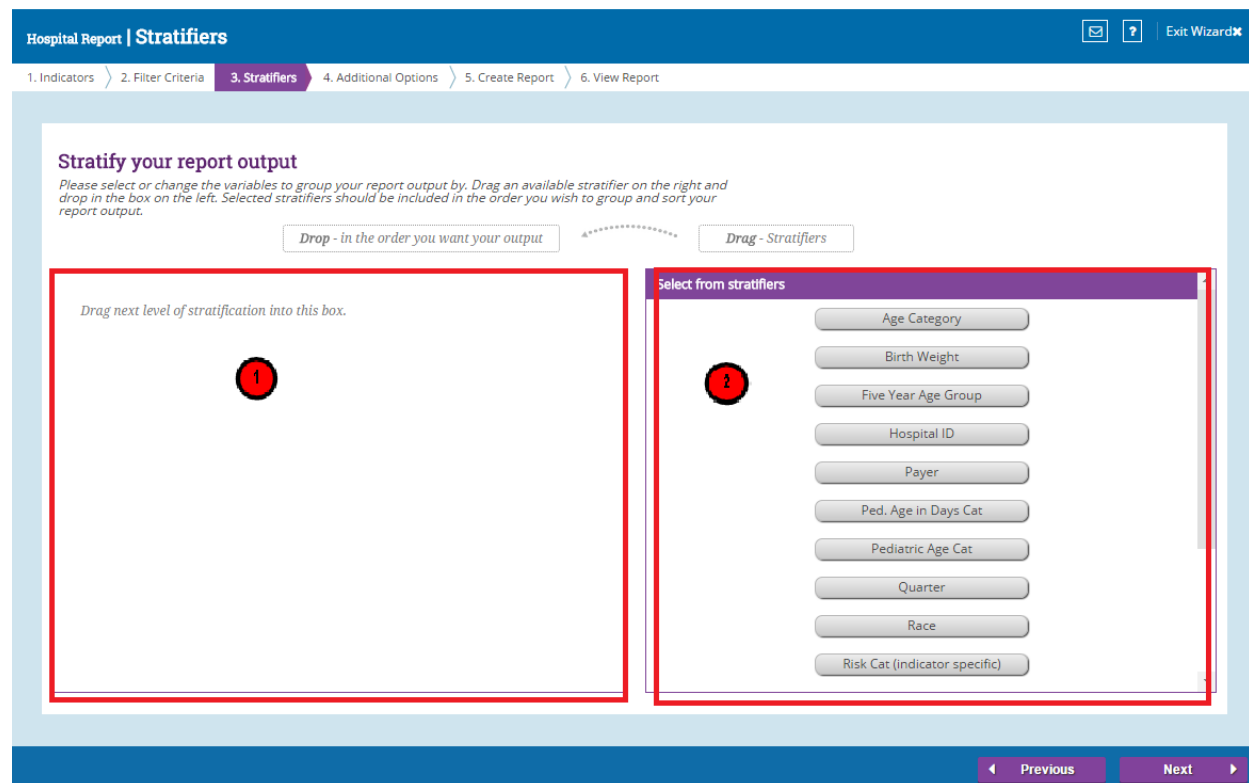 Hospital Report | Stratifiers
? Exit Wizard✖
1. Indicators 2. Filter Criteria 3. Stratifiers 4. Additional Options 5. Create Report 6. View Report
Stratify your report output
Please select or change the variables to group your report output by. Drag an available stratifier on the right and
drop in the box on the left. Selected stratifiers should be included in the order you wish to group and sort your
report output.
Drop - in the order you want your output
Drag - Stratifiers
Drag next level of stratification into this box.
1
Select from stratifiers
2
Age Category
Birth Weight
Five Year Age Group
Hospital ID
Payer
Ped. Age in Days Cat
Pediatric Age Cat
Quarter
Race
Risk Cat (indicator specific)
Previous
Next